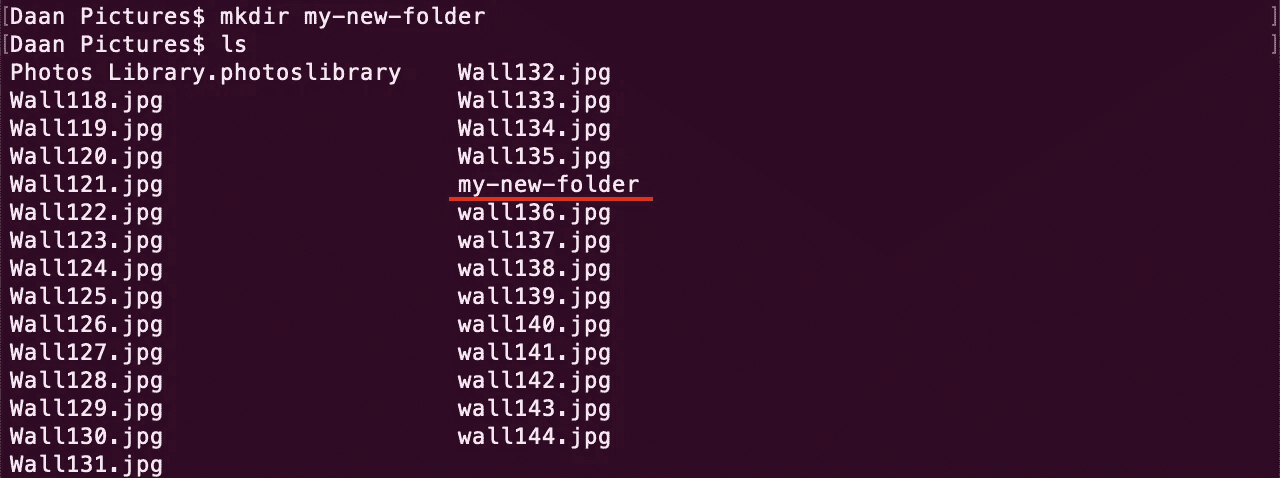 [Daan Pictures$ mkdir my-new-folder ]
[Daan Pictures$ ls ]
Photos Library.photoslibrary Wall132.jpg
Wall118.jpg Wall133.jpg
Wall119.jpg Wall134.jpg
Wall120.jpg Wall135.jpg
Wall121.jpg my-new-folder
Wall122.jpg wall136.jpg
Wall123.jpg wall137.jpg
Wall124.jpg wall138.jpg
Wall125.jpg wall139.jpg
Wall126.jpg wall140.jpg
Wall127.jpg wall141.jpg
Wall128.jpg wall142.jpg
Wall129.jpg wall143.jpg
Wall130.jpg wall144.jpg
Wall131.jpg